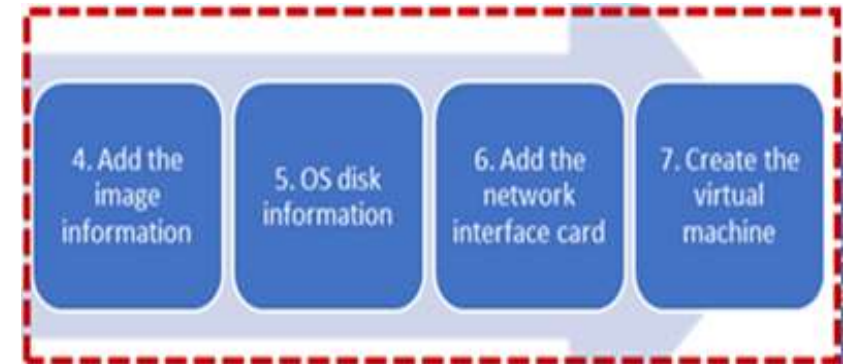 4. Add the
image
information
5. OS disk
information
6. Add the
network
interface card
7. Create the
virtual
machine